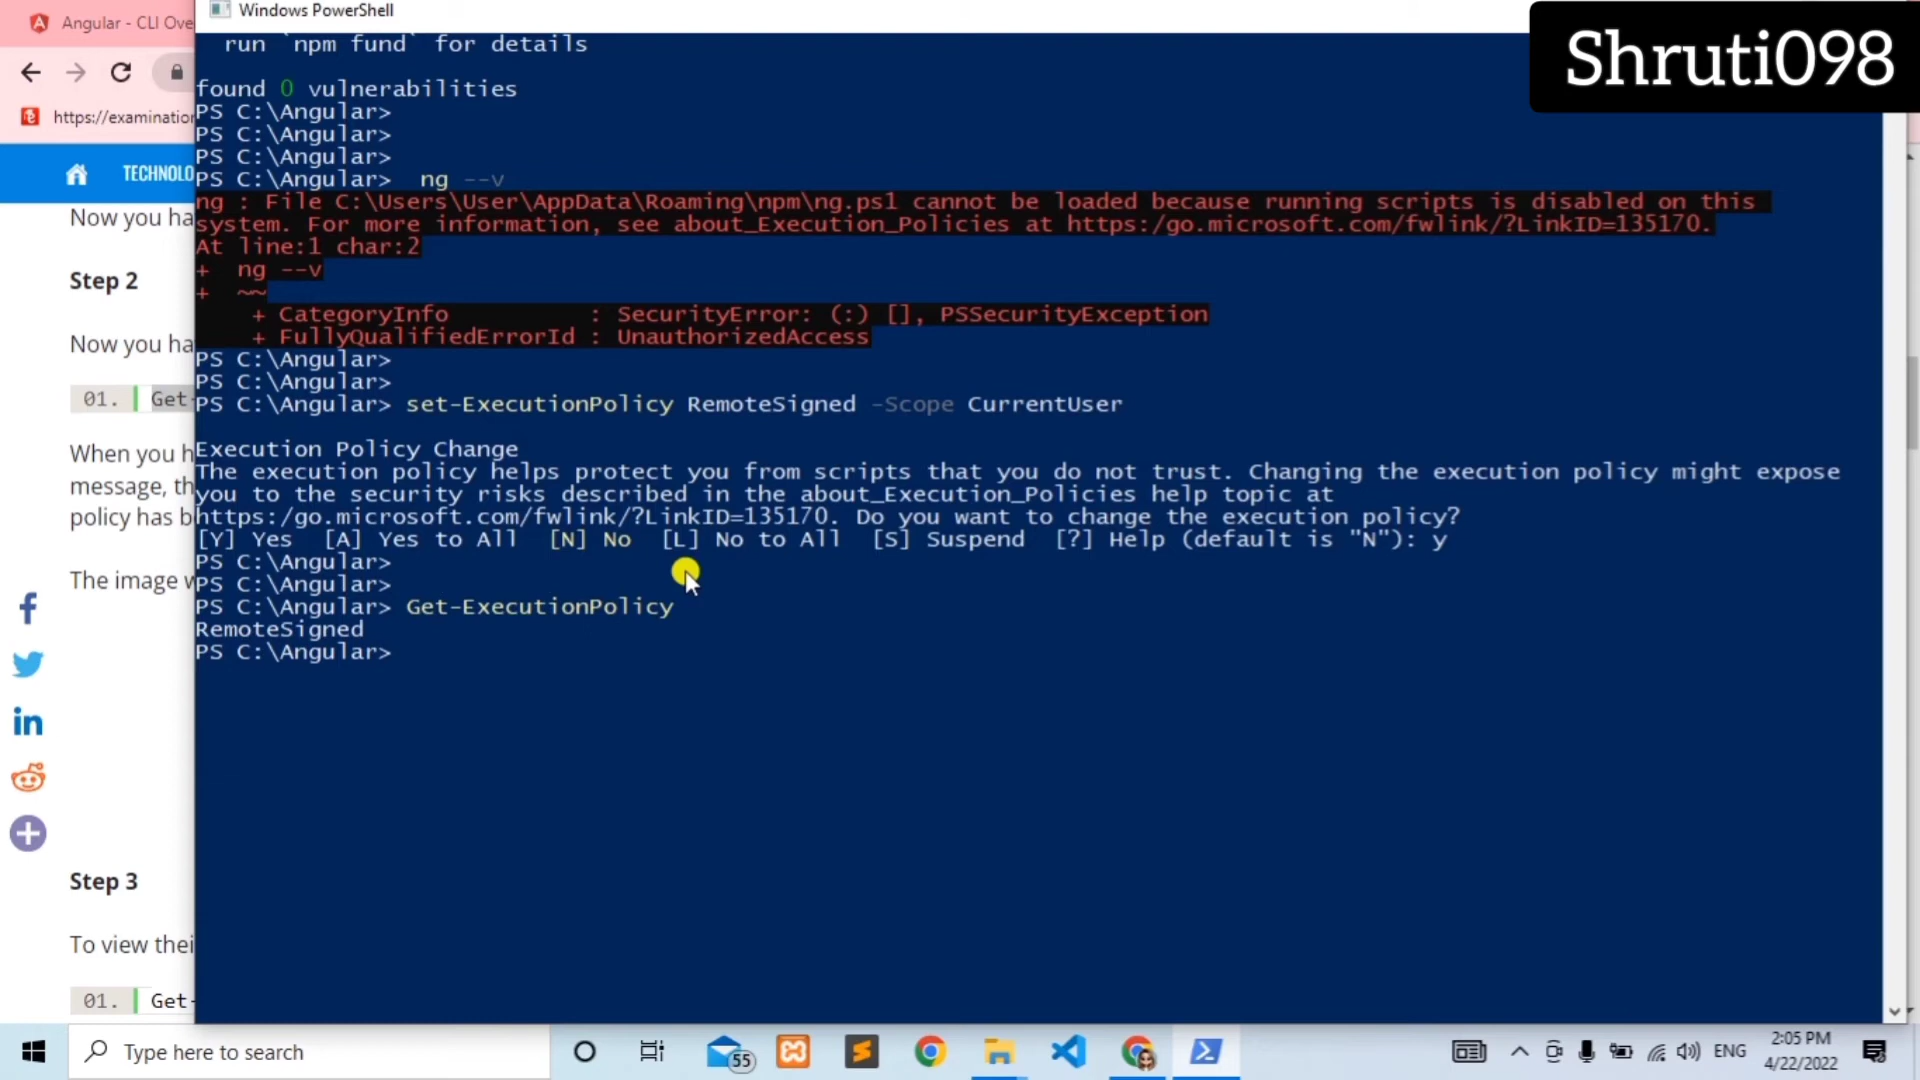 Angular - CLI Ove
Windows PowerShell
Shruti098
https://examination
TECHNOLO
Now you ha
Step 2
Now you ha
01. Get-
When you h
message, th
policy has b
The image w
Step 3
To view thei
01. Get-
run `npm fund` for details
found 0 vulnerabilities
PS C:\Angular>
PS C:\Angular>
PS C:\Angular>
PS C:\Angular>  ng --v
ng : File C:\Users\User\AppData\Roaming\npm\ng.ps1 cannot be loaded because running scripts is disabled on this
system. For more information, see about_Execution_Policies at https:/go.microsoft.com/fwlink/?LinkID=135170.
At line:1 char:2
+  ng --v
+  ~~
+ CategoryInfo : SecurityError: (:) [], PSSecurityException
+ FullyQualifiedErrorId : UnauthorizedAccess
PS C:\Angular>
PS C:\Angular>
PS C:\Angular> set-ExecutionPolicy RemoteSigned -Scope CurrentUser
Execution Policy Change
The execution policy helps protect you from scripts that you do not trust. Changing the execution policy might expose
you to the security risks described in the about_Execution_Policies help topic at
https:/go.microsoft.com/fwlink/?LinkID=135170. Do you want to change the execution policy?
[Y] Yes  [A] Yes to All  [N] No  [L] No to All  [S] Suspend  [?] Help (default is "N"): y
PS C:\Angular>
PS C:\Angular>
PS C:\Angular> Get-ExecutionPolicy
RemoteSigned
PS C:\Angular>
Type here to search
55
ENG
2:05 PM
4/22/2022